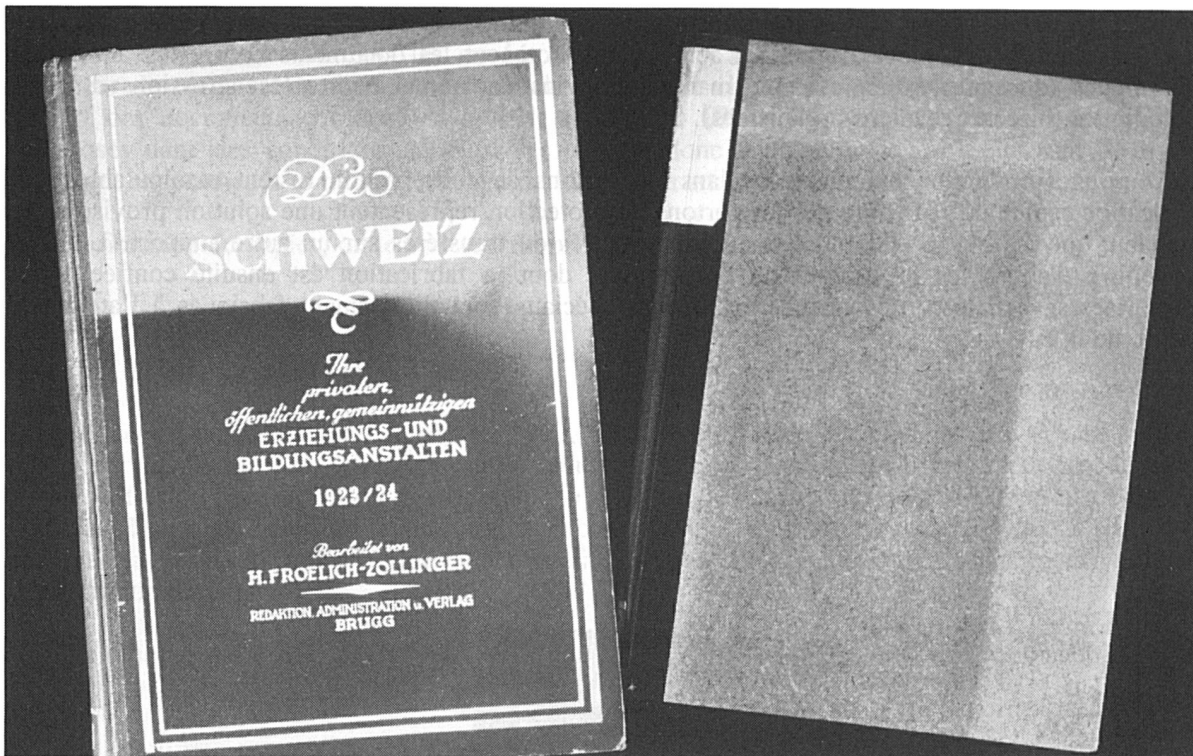 Die
SCHWEIZ
Ihre
privaten,
öffentlichen, gemeinnützigen
ERZIEHUNGS-UND
BILDUNGSANSTALTEN
1923/24
Bearbeitet von
H. FROELICH-ZOLLINGER
REDAKTION, ADMINISTRATION u. VERLAG
BRUGG